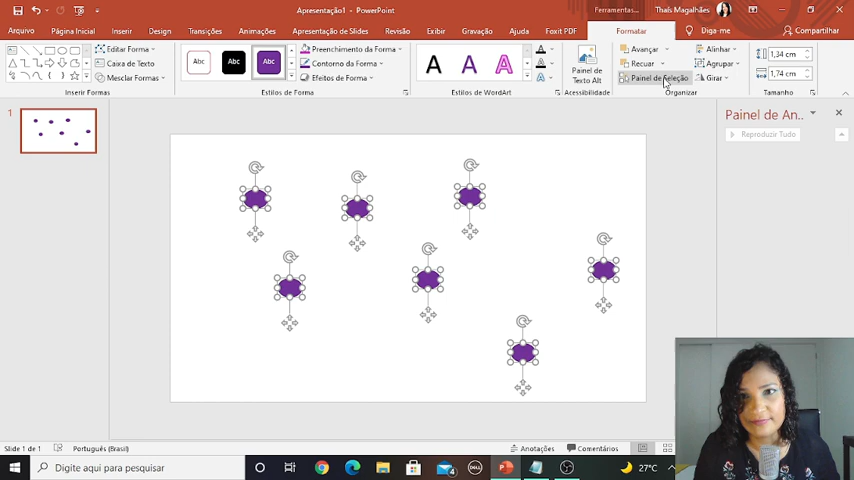 Apresentação1 - PowerPoint
Ferramentas...
Thaís Magalhães
Arquivo
Página Inicial
Inserir
Design
Transições
Animações
Apresentação de Slides
Revisão
Exibir
Gravação
Ajuda
Foxit PDF
Formatar
Diga-me
Compartilhar
Editar Forma
Caixa de Texto
Mesclar Formas
Inserir Formas
Abc
Abc
Abc
Preenchimento da Forma
Contorno da Forma
Efeitos de Forma
Estilos de Forma
A
A
A
A
A
A
Estilos de WordArt
Painel de
Texto Alt
Acessibilidade
Avançar
Recuar
Painel de Seleção
Alinhar
Agrupar
Girar
Organizar
1,34 cm
1,74 cm
Tamanho
1
Painel de An...
Reproduzir Tudo
Slide 1 de 1
Português (Brasil)
Anotações
Comentários
Digite aqui para pesquisar
4
DELL
27°C